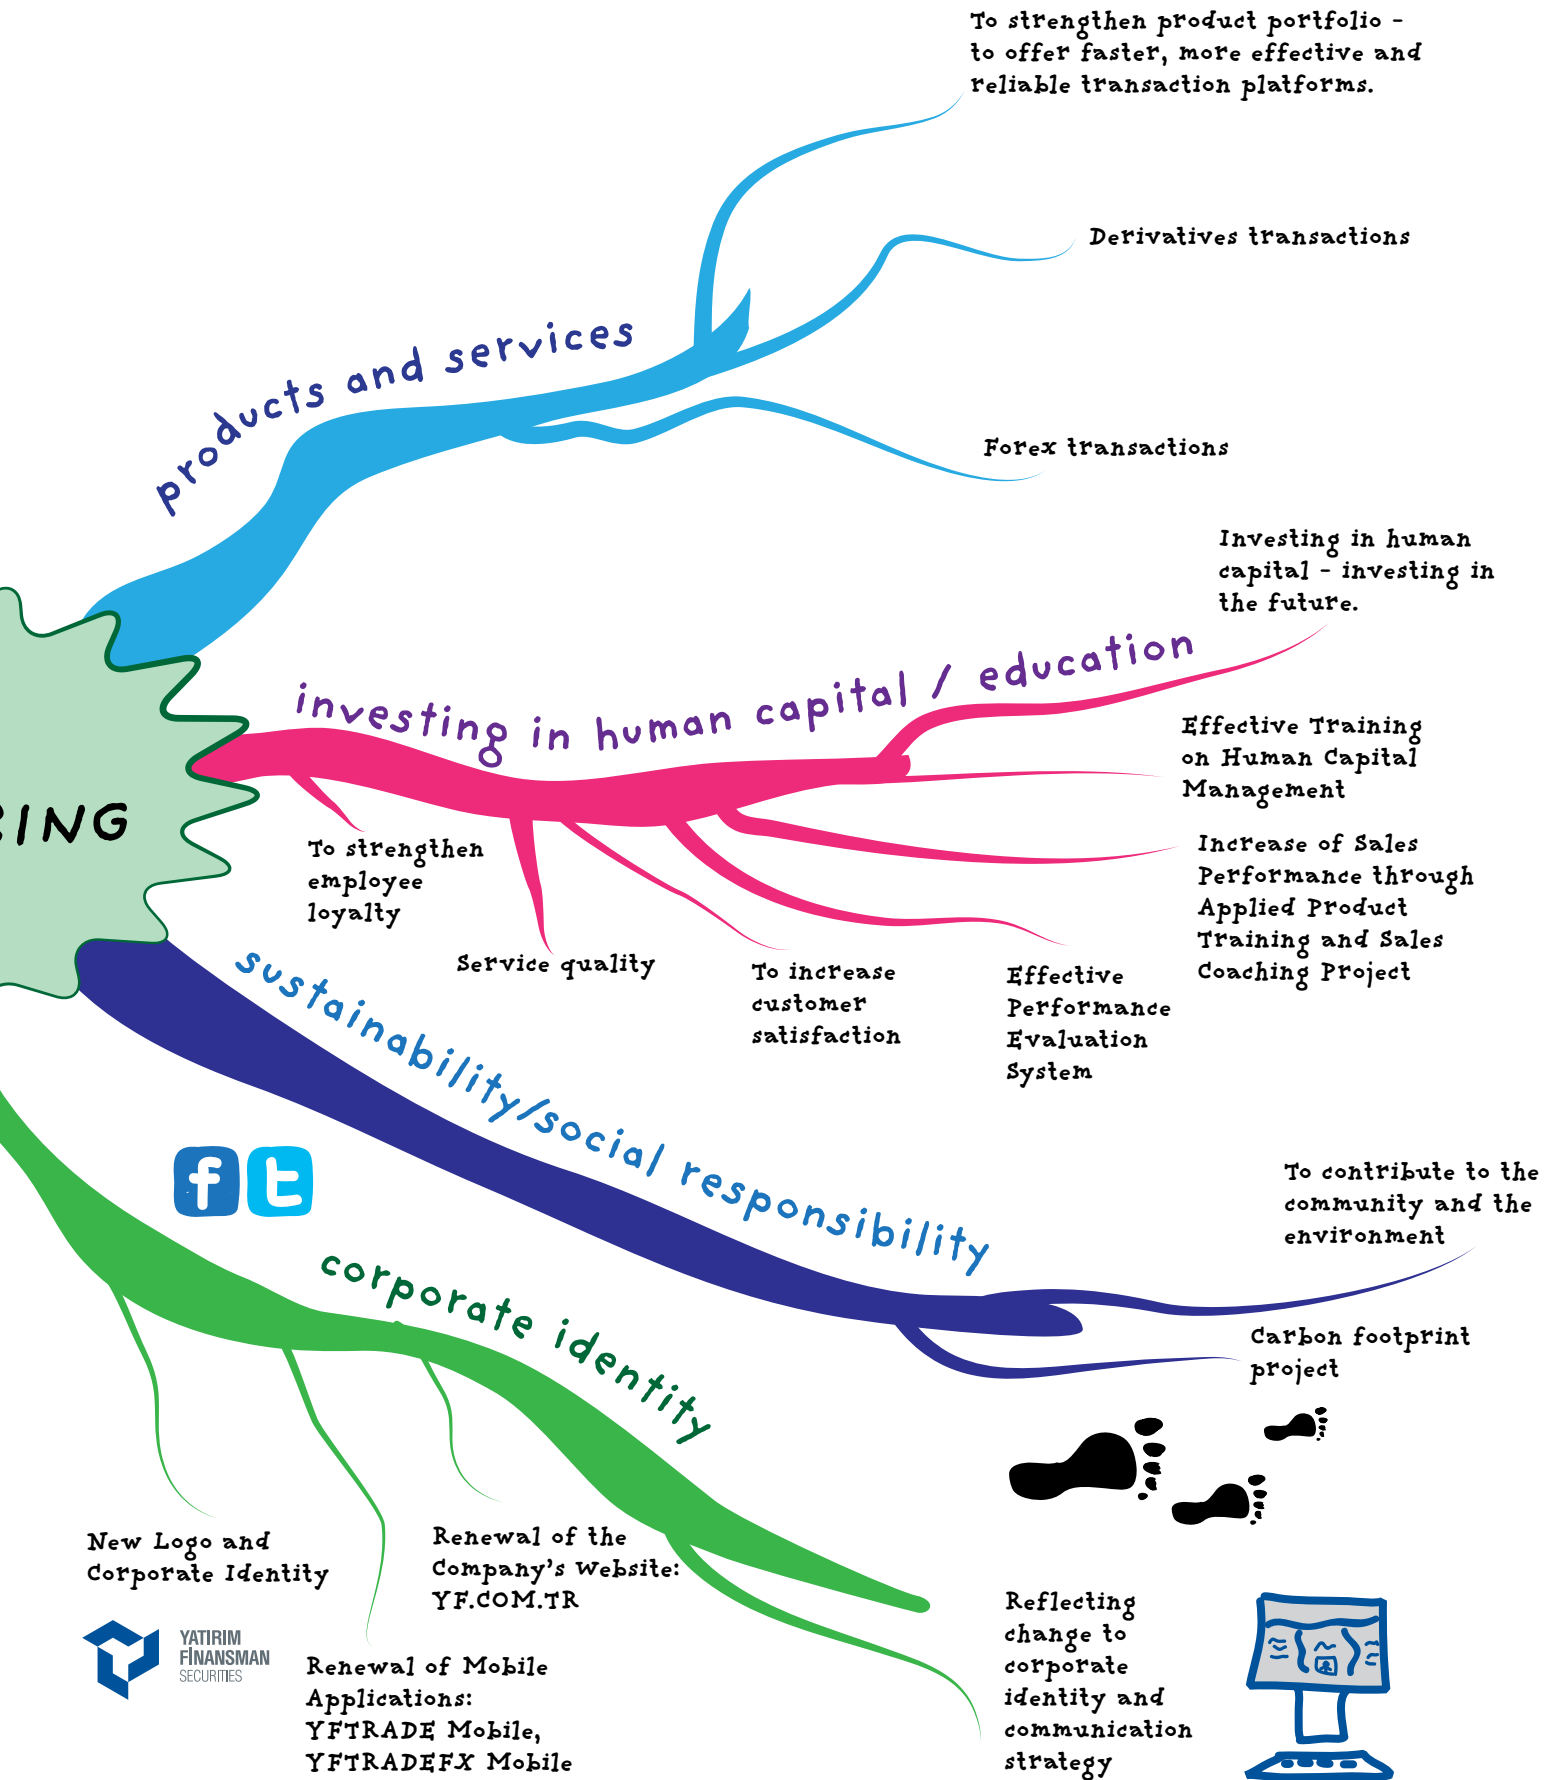 To strengthen product portfolio -
to offer faster, more effective and
reliable transaction platforms.
Derivatives transactions
products and services
Forex transactions
Investing in human
capital - investing in
the future.
investing in human capital / education
Effective Training
on Human Capital
Management
ING
To strengthen
employee
loyalty
Increase of Sales
Performance through
Applied Product
Training and Sales
Coaching Project
Service quality
To increase
customer
satisfaction
Effective
Performance
Evaluation
System
sustainability/social responsibility
To contribute to the
community and the
environment
f t
corporate identity
Carbon footprint
project
New Logo and
Corporate Identity
Renewal of the
Company's Website:
YF.COM.TR
YATIRIM
FİNANSMAN
SECURITIES
Renewal of Mobile
Applications:
YFTRADE Mobile,
YFTRADEFX Mobile
Reflecting
change to
corporate
identity and
communication
strategy